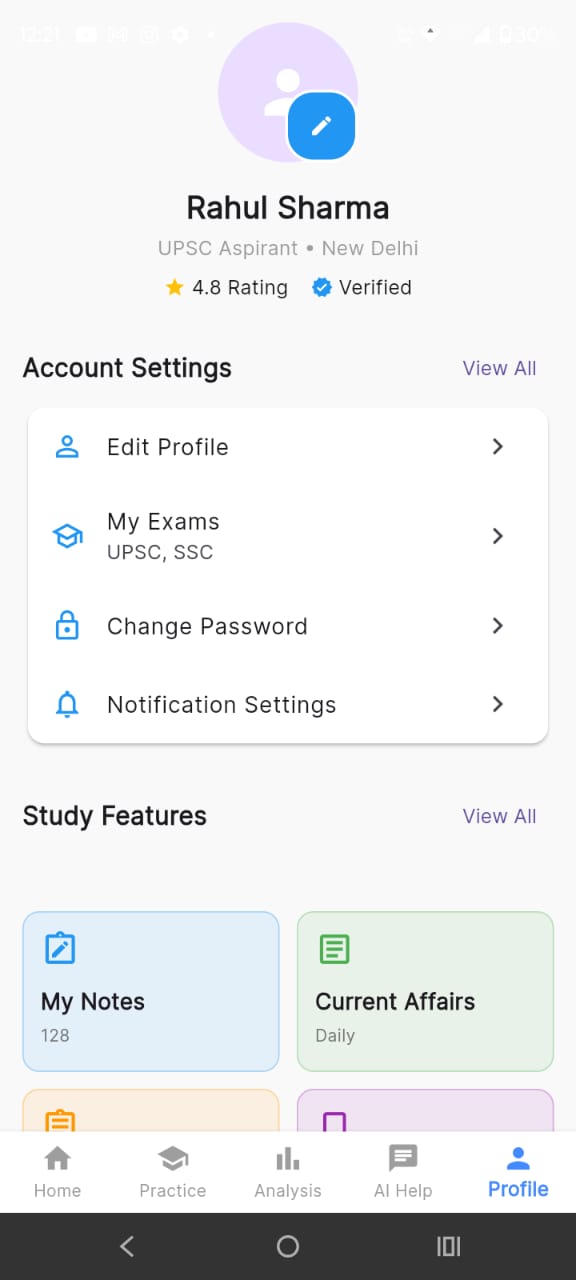 12:21
30%
Rahul Sharma
UPSC Aspirant • New Delhi
4.8 Rating Verified
Account Settings View All
Edit Profile
My Exams
UPSC, SSC
Change Password
Notification Settings
Study Features View All
My Notes Current Affairs
128 Daily
Home Practice Analysis AI Help Profile